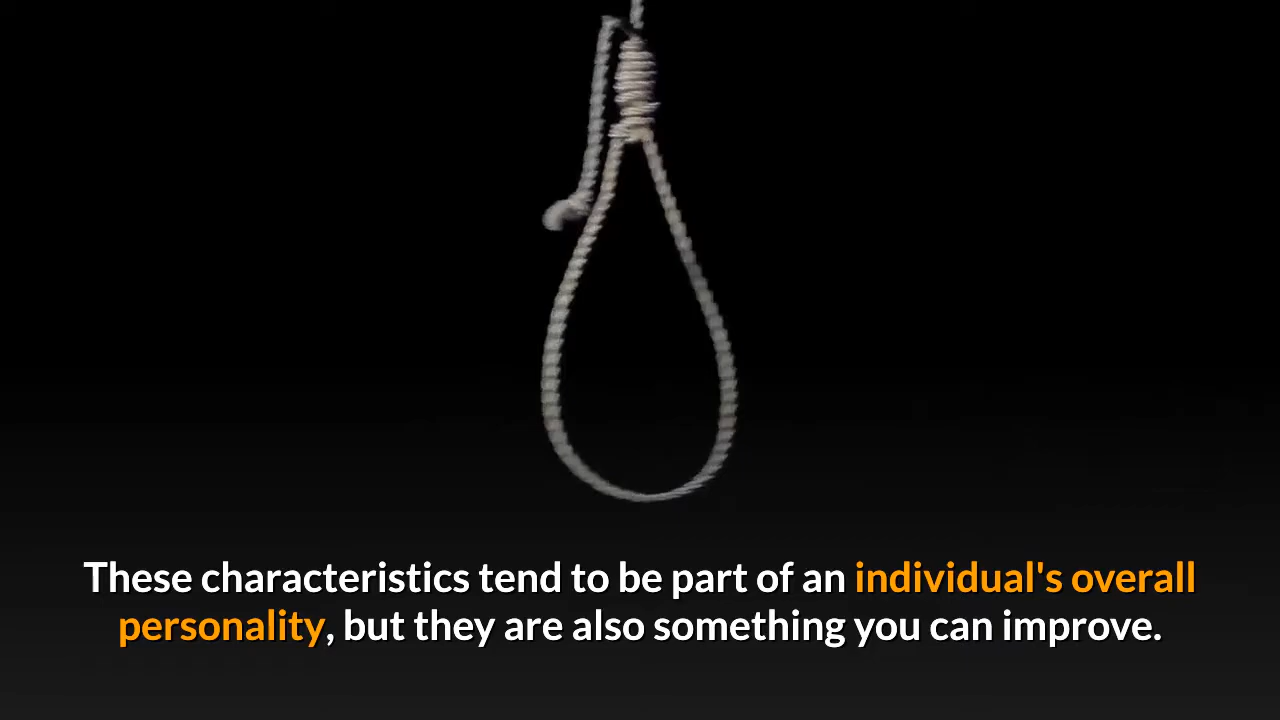 These characteristics tend to be part of an individual's overall
personality, but they are also something you can improve.